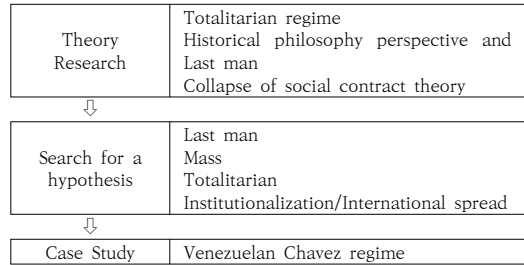 Theory
Research
Totalitarian regime
Historical philosophy perspective and
Last man
Collapse of social contract theory
⇩
Search for a
hypothesis
Last man
Mass
Totalitarian
Institutionalization/International spread
⇩
Case Study
Venezuelan Chavez regime